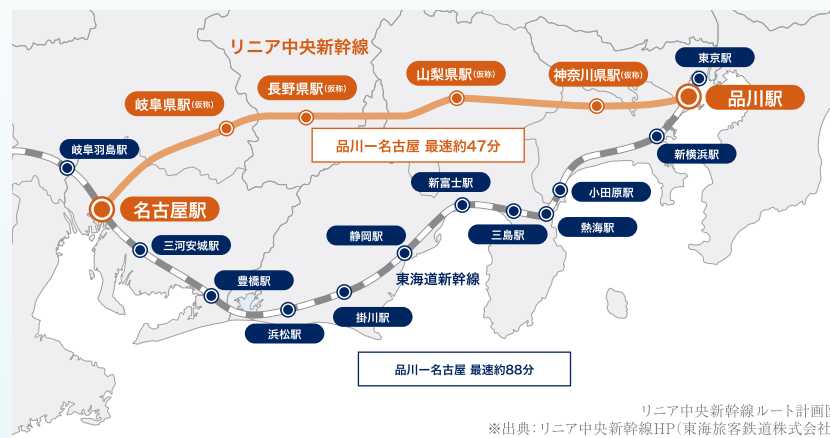 リニア中央新幹線
東京駅
神奈川県駅(仮称)
山梨県駅(仮称)
長野県駅(仮称)
岐阜県駅(仮称)
品川駅
品川ー名古屋 最速約47分
岐阜羽島駅
新横浜駅
新富士駅
小田原駅
名古屋駅
三島駅
熱海駅
静岡駅
三河安城駅
東海道新幹線
豊橋駅
掛川駅
浜松駅
品川ー名古屋 最速約88分
リニア中央新幹線ルート計画図
※出典:リニア中央新幹線HP(東海旅客鉄道株式会社